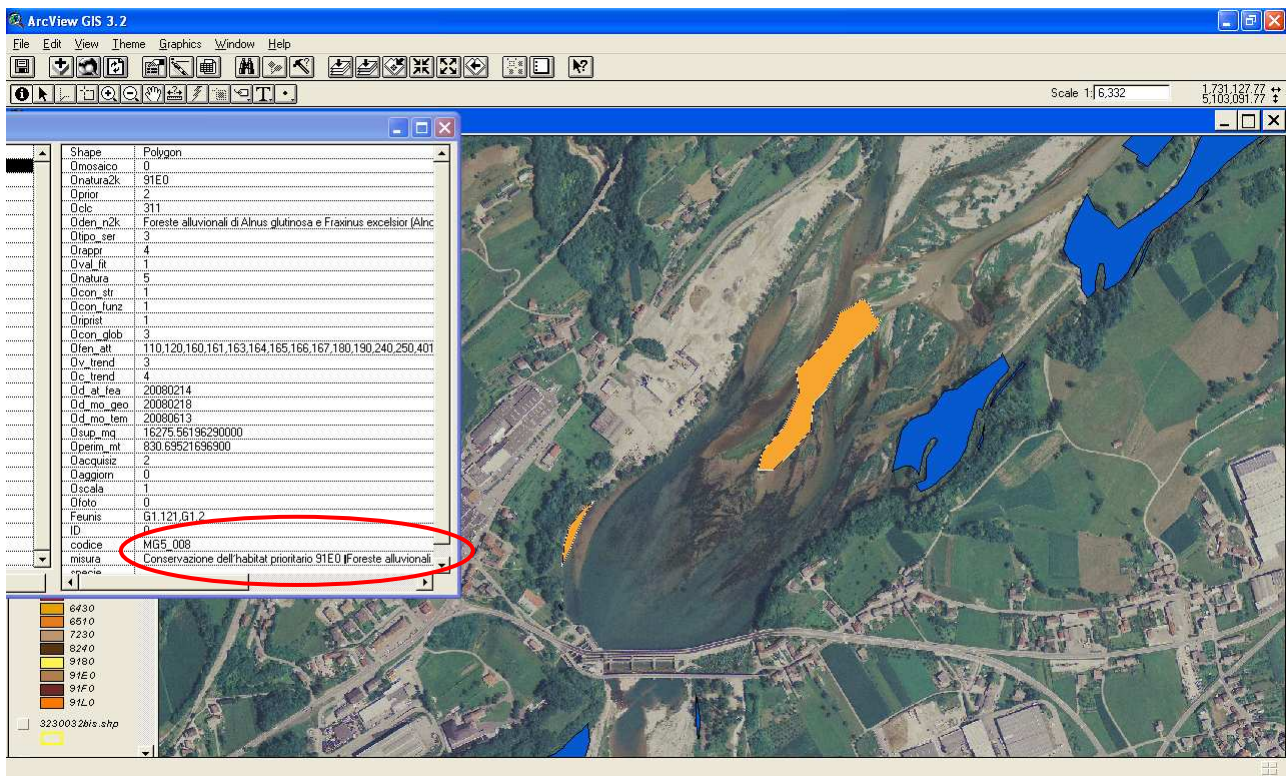 ArcView GIS 3.2
File Edit View Theme Graphics Window Help
Scale 1: 6,332
1,731,127.77
5,103,091.77
Shape Polygon
Omosaico 0
Onatura2k 91E0
Oprior 2
Oclc 311
Oden_n2k Foreste alluvionali di Alnus glutinosa e Fraxinus excelsior (Alno
Otipo_ser 3
Orappr 4
Oval_fit 1
Onatura 5
Ocon_str 1
Ocon_funz 1
Oriprist 1
Ocon_glob 3
Ofen_att 110,120,160,161,163,164,165,166,167,180,190,240,250,401
Ov_trend 3
Oc_trend 4
Od_at_fea 20080214
Od_mo_geo 20080218
Od_mo_tem 20080613
Osup_mq 16275.56196290000
Operim_mt 830.69521696900
Oacquisiz 2
Oaggiorn 0
Oscala 1
Ofoto 0
Feunis G1.121,G1,2
ID 0
codice MG5_008
misura Conservazione dell'habitat prioritario 91E0 (Foreste alluvionali
specie
6430
6510
7230
8240
9180
91E0
91F0
91L0
3230032bis.shp